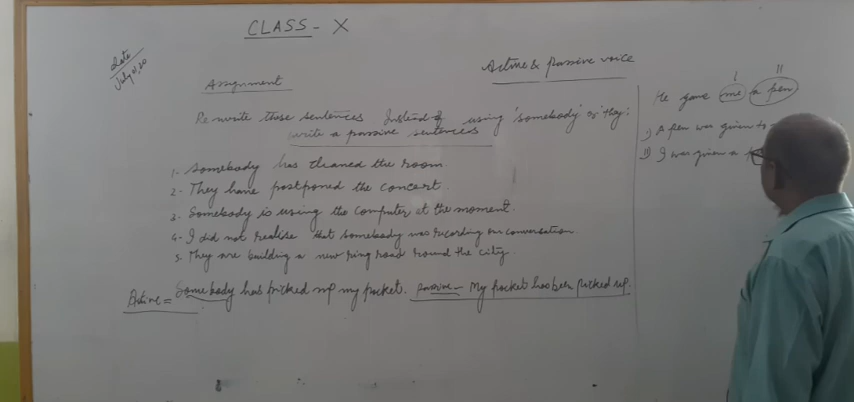 CLASS - X
Date
July 4, 20
Active & passive voice
Assignment
Re write those sentences Instead of using 'somebody' or 'they':
write a passive sentences
1- Somebody has cleaned the room.
2- They have postponed the concert.
3- Somebody is using the computer at the moment.
4- I did not realise that somebody was recording our conversation.
5- They are building a new ring road round the city.
Active = Somebody has picked up my pocket. passive - My pocket has been picked up.
I II
He gave me a pen
I) A pen was given to
II) I was given a